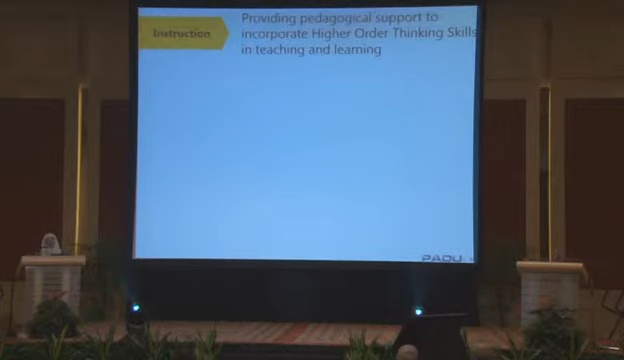 Instruction
Providing pedagogical support to
incorporate Higher Order Thinking Skills
in teaching and learning
PADU